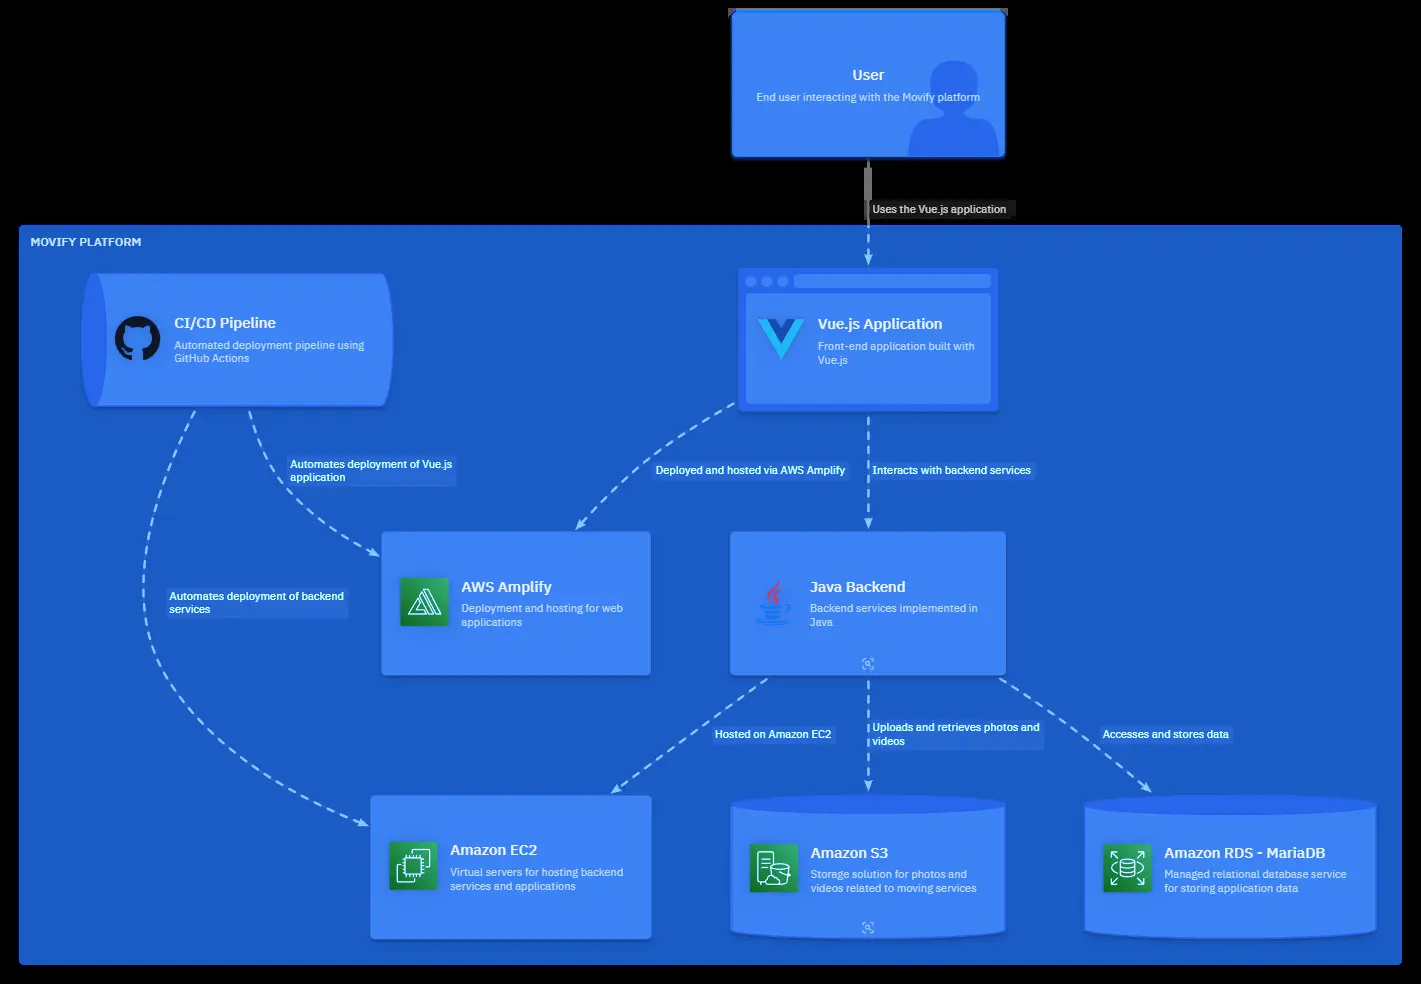 User
End user interacting with the Movify platform
Uses the Vue.js application
MOVIFY PLATFORM
CI/CD Pipeline
Automated deployment pipeline using
GitHub Actions
Vue.js Application
Front-end application built with
Vue.js
Automates deployment of Vue.js
application
Deployed and hosted via AWS Amplify
Interacts with backend services
Automates deployment of backend
services
AWS Amplify
Deployment and hosting for web
applications
Java Backend
Backend services implemented in
Java
Hosted on Amazon EC2
Uploads and retrieves photos and
videos
Accesses and stores data
Amazon EC2
Virtual servers for hosting backend
services and applications
Amazon S3
Storage solution for photos and
videos related to moving services
Amazon RDS - MariaDB
Managed relational database service
for storing application data